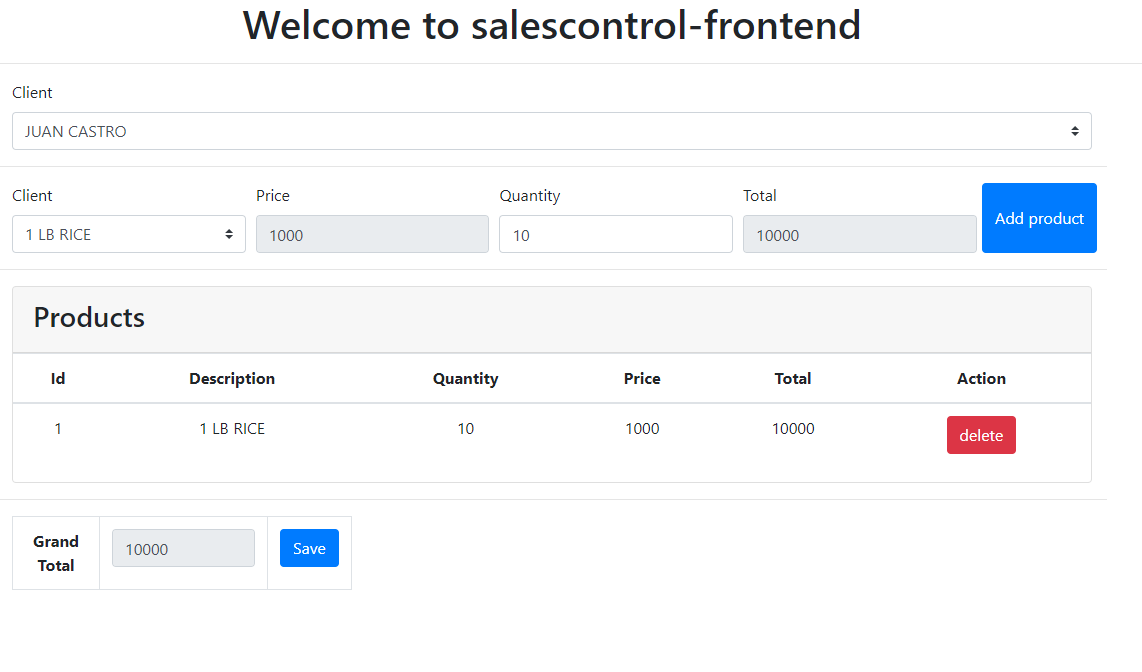 Welcome to salescontrol-frontend
Client
JUAN CASTRO
Client Price Quantity Total
1 LB RICE 1000 10 10000 Add product
Products
Id Description Quantity Price Total Action
1 1 LB RICE 10 1000 10000 delete
Grand Total 10000 Save